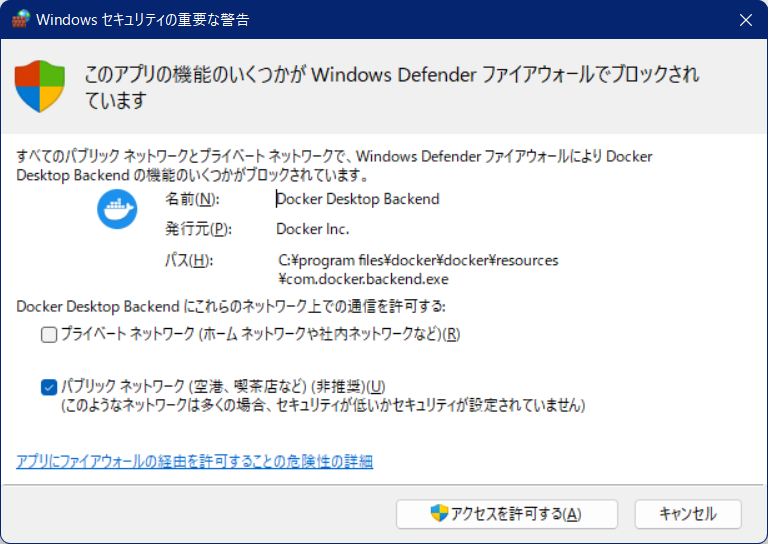 Windows セキュリティの重要な警告
このアプリの機能のいくつかが Windows Defender ファイアウォールでブロックされ
ています
すべてのパブリック ネットワークとプライベート ネットワークで、Windows Defender ファイアウォールにより Docker
Desktop Backend の機能のいくつかがブロックされています。
名前(N): Docker Desktop Backend
発行元(P): Docker Inc.
パス(H): C:¥program files¥docker¥docker¥resources
¥com.docker.backend.exe
Docker Desktop Backend にこれらのネットワーク上での通信を許可する:
プライベート ネットワーク (ホーム ネットワークや社内ネットワークなど)(R)
パブリック ネットワーク (空港、喫茶店など) (非推奨)(U)
(このようなネットワークは多くの場合、セキュリティが低いかセキュリティが設定されていません)
アプリにファイアウォールの経由を許可することの危険性の詳細
アクセスを許可する(A) キャンセル